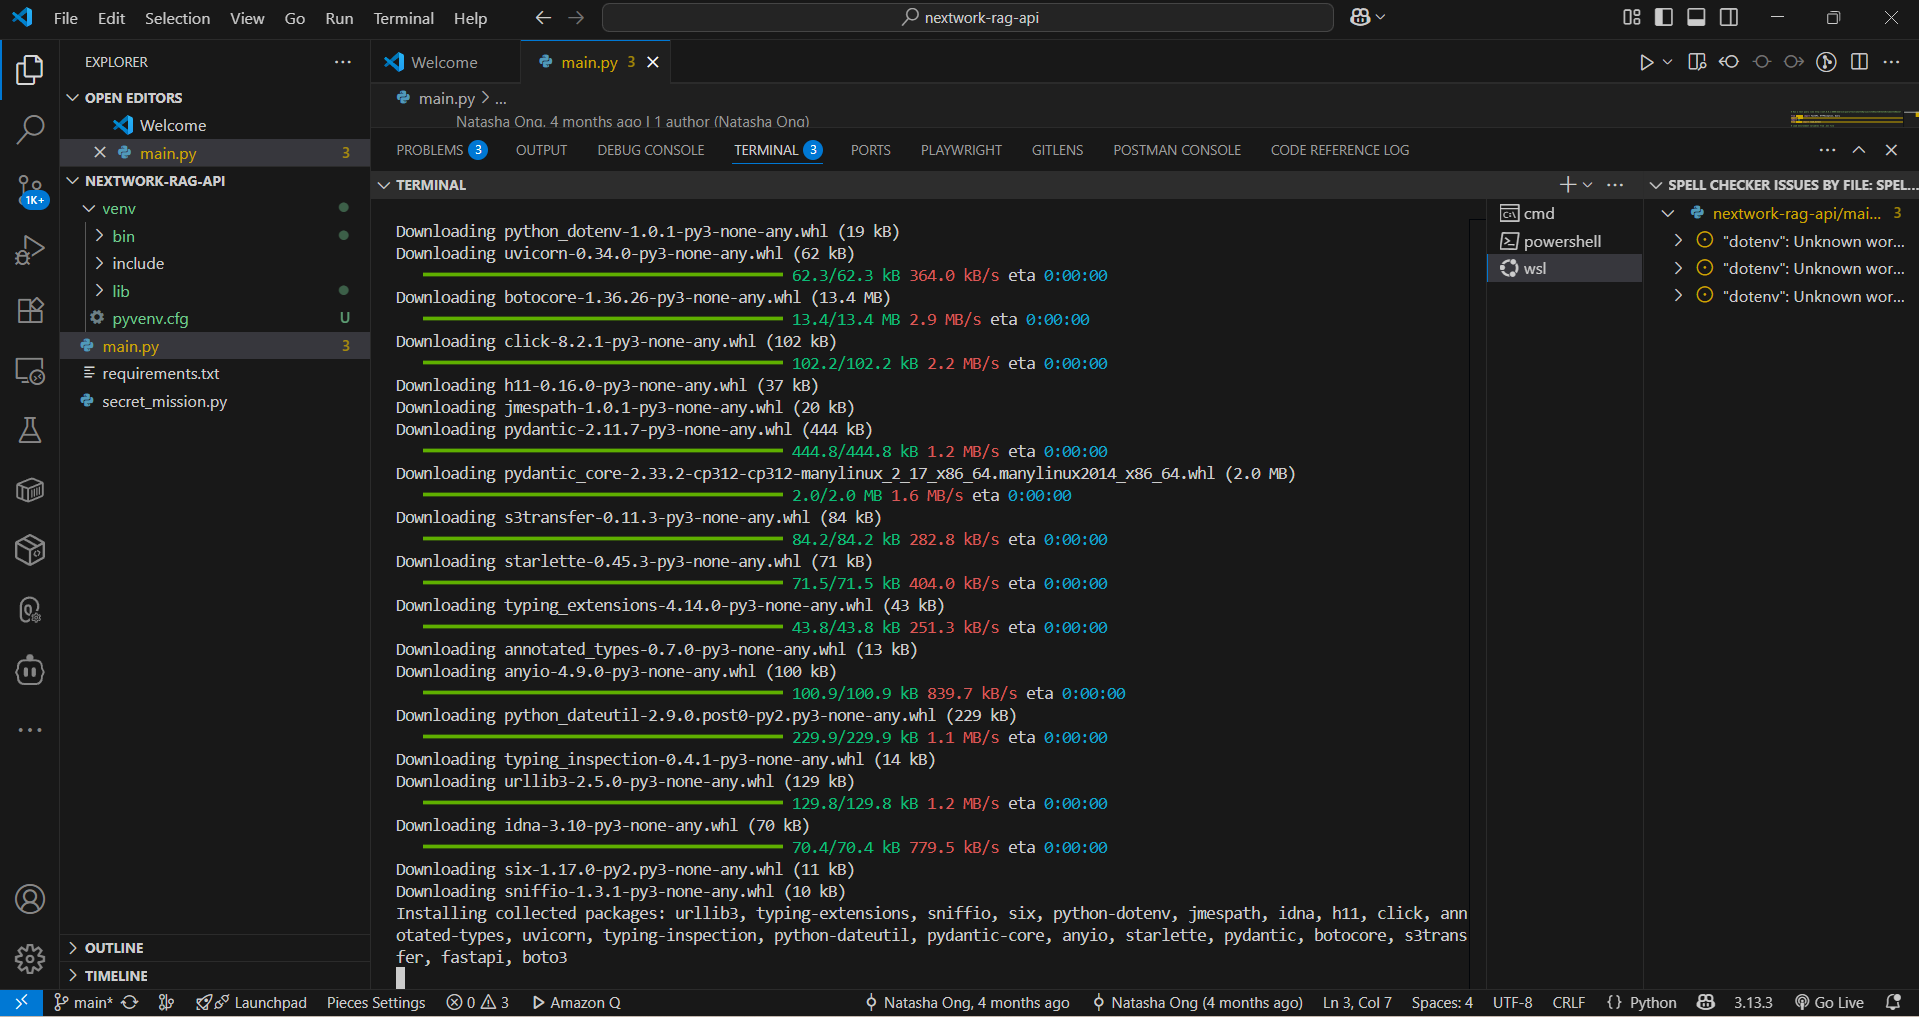 File Edit Selection View Go Run Terminal Help
nextwork-rag-api
EXPLORER
OPEN EDITORS
Welcome
main.py 3
NEXTWORK-RAG-API
venv
bin
include
lib
pyvenv.cfg U
main.py 3
requirements.txt
secret_mission.py
OUTLINE
TIMELINE
1K+
Welcome
main.py 3
main.py > ...
Natasha Ong, 4 months ago | 1 author (Natasha Ong)
PROBLEMS 3 OUTPUT DEBUG CONSOLE TERMINAL 3 PORTS PLAYWRIGHT GITLENS POSTMAN CONSOLE CODE REFERENCE LOG
TERMINAL
Downloading python_dotenv-1.0.1-py3-none-any.whl (19 kB)
Downloading uvicorn-0.34.0-py3-none-any.whl (62 kB)
62.3/62.3 kB 364.0 kB/s eta 0:00:00
Downloading botocore-1.36.26-py3-none-any.whl (13.4 MB)
13.4/13.4 MB 2.9 MB/s eta 0:00:00
Downloading click-8.2.1-py3-none-any.whl (102 kB)
102.2/102.2 kB 2.2 MB/s eta 0:00:00
Downloading h11-0.16.0-py3-none-any.whl (37 kB)
Downloading jmespath-1.0.1-py3-none-any.whl (20 kB)
Downloading pydantic-2.11.7-py3-none-any.whl (444 kB)
444.8/444.8 kB 1.2 MB/s eta 0:00:00
Downloading pydantic_core-2.33.2-cp312-cp312-manylinux_2_17_x86_64.manylinux2014_x86_64.whl (2.0 MB)
2.0/2.0 MB 1.6 MB/s eta 0:00:00
Downloading s3transfer-0.11.3-py3-none-any.whl (84 kB)
84.2/84.2 kB 282.8 kB/s eta 0:00:00
Downloading starlette-0.45.3-py3-none-any.whl (71 kB)
71.5/71.5 kB 404.0 kB/s eta 0:00:00
Downloading typing_extensions-4.14.0-py3-none-any.whl (43 kB)
43.8/43.8 kB 251.3 kB/s eta 0:00:00
Downloading annotated_types-0.7.0-py3-none-any.whl (13 kB)
Downloading anyio-4.9.0-py3-none-any.whl (100 kB)
100.9/100.9 kB 839.7 kB/s eta 0:00:00
Downloading python_dateutil-2.9.0.post0-py2.py3-none-any.whl (229 kB)
229.9/229.9 kB 1.1 MB/s eta 0:00:00
Downloading typing_inspection-0.4.1-py3-none-any.whl (14 kB)
Downloading urllib3-2.5.0-py3-none-any.whl (129 kB)
129.8/129.8 kB 1.2 MB/s eta 0:00:00
Downloading idna-3.10-py3-none-any.whl (70 kB)
70.4/70.4 kB 779.5 kB/s eta 0:00:00
Downloading six-1.17.0-py2.py3-none-any.whl (11 kB)
Downloading sniffio-1.3.1-py3-none-any.whl (10 kB)
Installing collected packages: urllib3, typing-extensions, sniffio, six, python-dotenv, jmespath, idna, h11, click, ann
otated-types, uvicorn, typing-inspection, python-dateutil, pydantic-core, anyio, starlette, pydantic, botocore, s3trans
fer, fastapi, boto3
cmd
powershell
wsl
SPELL CHECKER ISSUES BY FILE: SPEL...
nextwork-rag-api/mai... 3
"dotenv": Unknown wor...
"dotenv": Unknown wor...
"dotenv": Unknown wor...
main* Launchpad Pieces Settings 0 3 Amazon Q Natasha Ong, 4 months ago Natasha Ong (4 months ago) Ln 3, Col 7 Spaces: 4 UTF-8 CRLF {} Python 3.13.3 Go Live